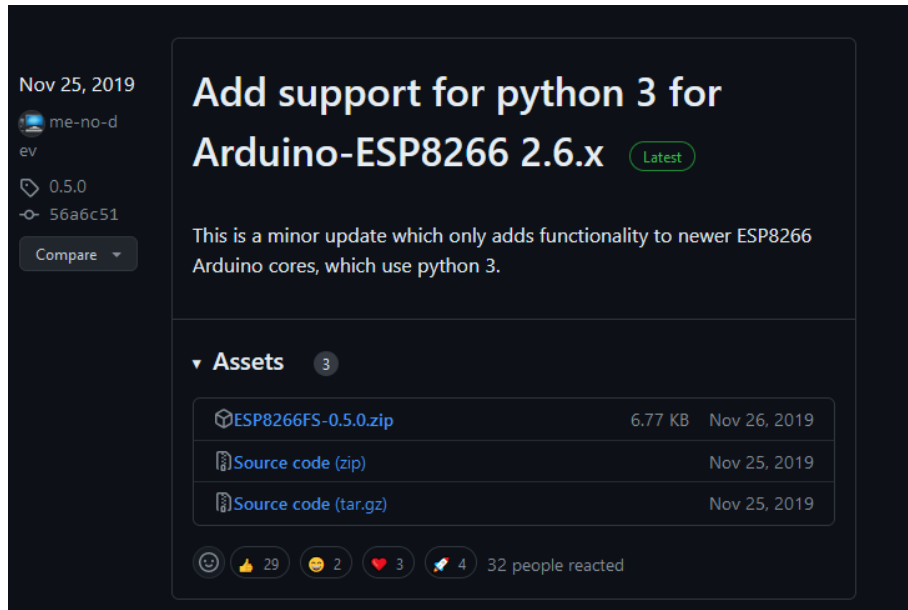 Nov 25, 2019
me-no-d
ev
0.5.0
56a6c51
Compare
Add support for python 3 for
Arduino-ESP8266 2.6.x Latest
This is a minor update which only adds functionality to newer ESP8266
Arduino cores, which use python 3.
Assets 3
ESP8266FS-0.5.0.zip 6.77 KB Nov 26, 2019
Source code (zip) Nov 25, 2019
Source code (tar.gz) Nov 25, 2019
29 2 3 4 32 people reacted